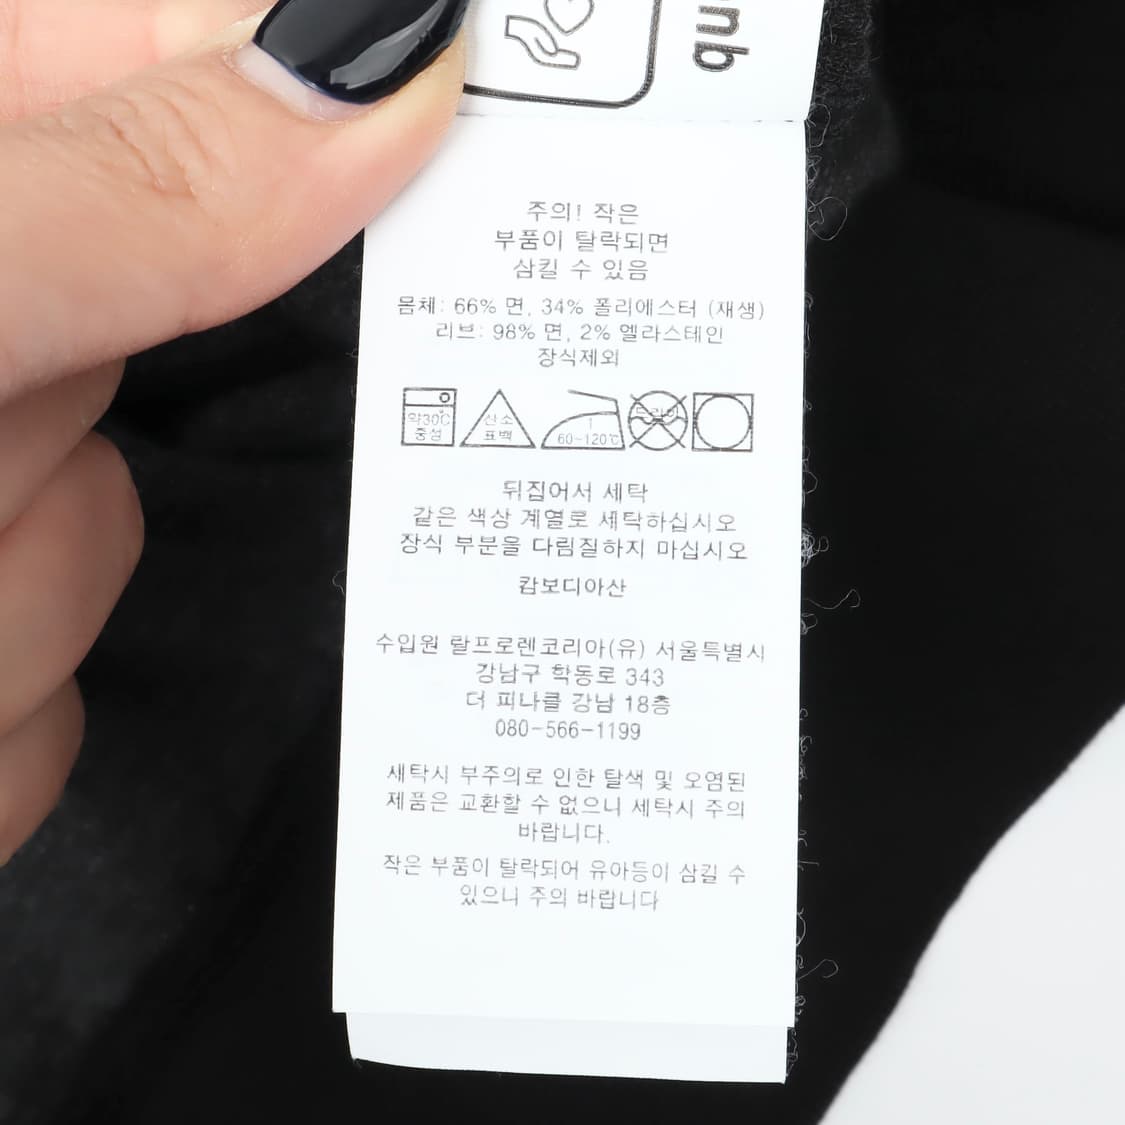 주의! 작은
부품이 탈락되면
삼킬 수 있음
몸체: 66% 면, 34% 폴리에스터 (재생)
리브: 98% 면, 2% 엘라스테인
장식제외
약30℃
중성
산소
표백
60~120℃
드라이
뒤집어서 세탁
같은 색상 계열로 세탁하십시오
장식 부분을 다림질하지 마십시오
캄보디아산
수입원 랄프로렌코리아(유) 서울특별시
강남구 학동로 343
더 피나클 강남 18층
080-566-1199
세탁시 부주의로 인한 탈색 및 오염된
제품은 교환할 수 없으니 세탁시 주의
바랍니다.
작은 부품이 탈락되어 유아등이 삼킬 수
있으니 주의 바랍니다